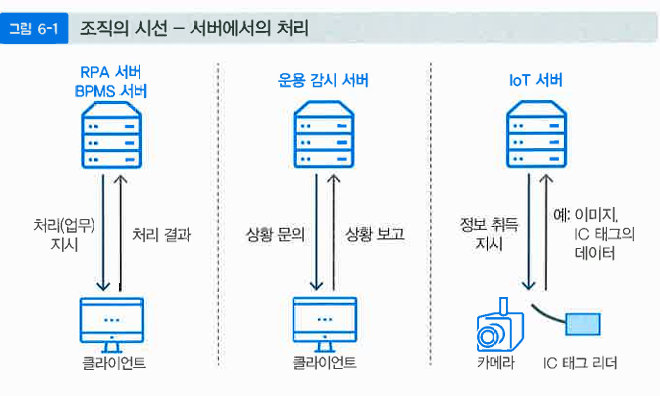 그림 6-1 조직의 시선 – 서버에서의 처리
RPA 서버
BPMS 서버
처리(업무)
지시
처리 결과
클라이언트
운용 감시 서버
상황 문의
상황 보고
클라이언트
IoT 서버
정보 취득
지시
예: 이미지,
IC 태그의
데이터
카메라
IC 태그 리더